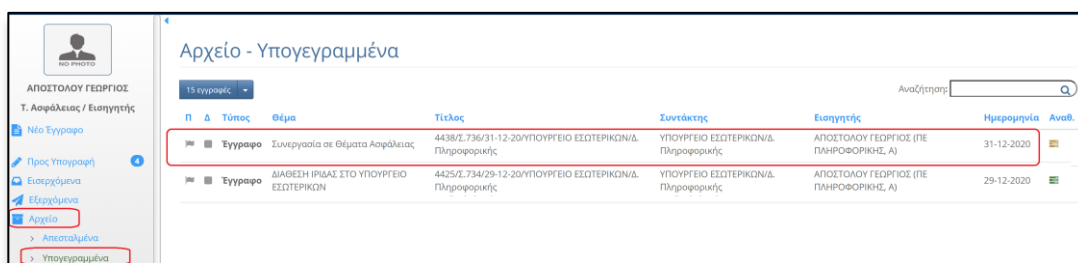 NO PHOTO
ΑΠΟΣΤΟΛΟΥ ΓΕΩΡΓΙΟΣ
Τ. Ασφάλειας / Εισηγητής
Νέο Έγγραφο
Προς Υπογραφή 4
Εισερχόμενα
Εξερχόμενα
Αρχείο
> Απεσταλμένα
> Υπογεγραμμένα
Αρχείο - Υπογεγραμμένα
15 εγγραφές
Αναζήτηση:
Π Δ Τύπος Θέμα Τίτλος Συντάκτης Εισηγητής Ημερομηνία Αναθ.
Έγγραφο Συνεργασία σε Θέματα Ασφάλειας 4438/Σ.736/31-12-20/ΥΠΟΥΡΓΕΙΟ ΕΣΩΤΕΡΙΚΩΝ/Δ. ΥΠΟΥΡΓΕΙΟ ΕΣΩΤΕΡΙΚΩΝ/Δ. ΑΠΟΣΤΟΛΟΥ ΓΕΩΡΓΙΟΣ (ΠΕ 31-12-2020
Πληροφορικής Πληροφορικής ΠΛΗΡΟΦΟΡΙΚΗΣ, Α)
Έγγραφο ΔΙΑΘΕΣΗ ΙΡΙΔΑΣ ΣΤΟ ΥΠΟΥΡΓΕΙΟ 4425/Σ.734/29-12-20/ΥΠΟΥΡΓΕΙΟ ΕΣΩΤΕΡΙΚΩΝ/Δ. ΥΠΟΥΡΓΕΙΟ ΕΣΩΤΕΡΙΚΩΝ/Δ. ΑΠΟΣΤΟΛΟΥ ΓΕΩΡΓΙΟΣ (ΠΕ 29-12-2020
ΕΣΩΤΕΡΙΚΩΝ Πληροφορικής Πληροφορικής ΠΛΗΡΟΦΟΡΙΚΗΣ, Α)